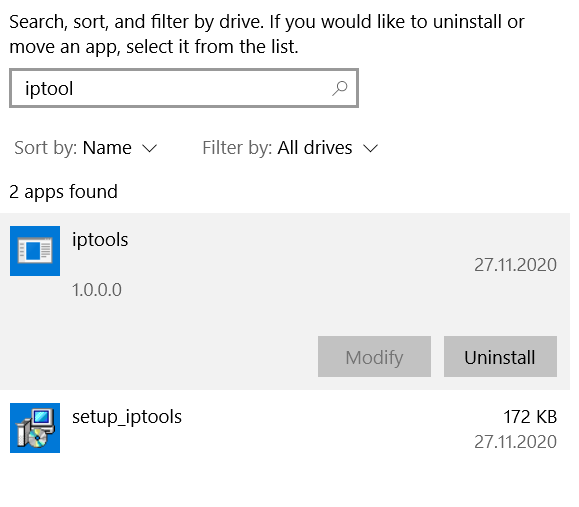 Search, sort, and filter by drive. If you would like to uninstall or
move an app, select it from the list.
iptool
Sort by: Name
Filter by: All drives
2 apps found
iptools
27.11.2020
1.0.0.0
Modify
Uninstall
setup_iptools
172 KB
27.11.2020